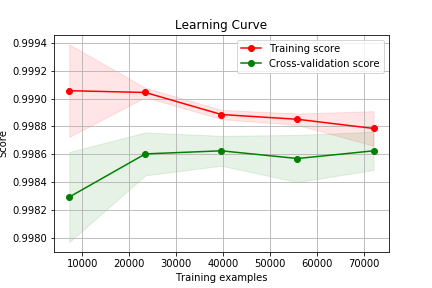 Learning Curve
Training score
Cross-validation score
Score
0.9994
0.9992
0.9990
0.9988
0.9986
0.9984
0.9982
0.9980
10000 20000 30000 40000 50000 60000 70000
Training examples